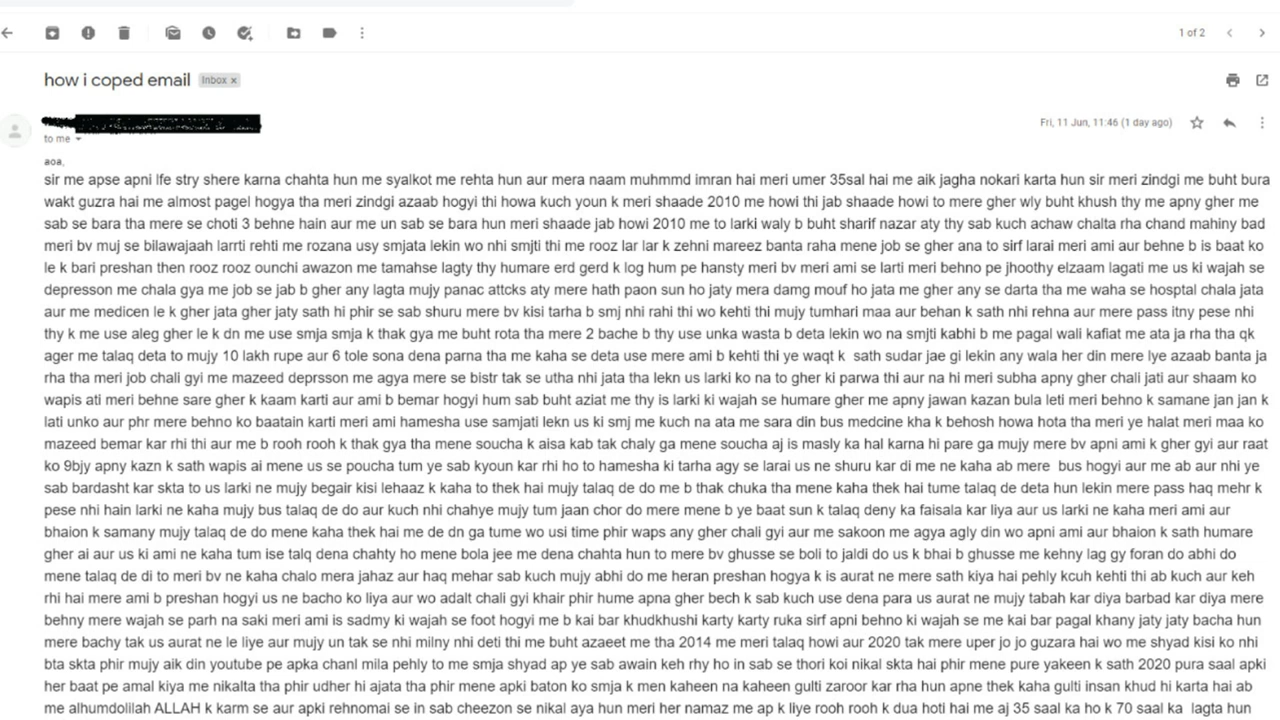 1 of 2
how i coped email
Inbox ×
Fri, 11 Jun, 11:46 (1 day ago)
to me
aoa,
sir me apse apni lfe stry shere karna chahta hun me syalkot me rehta hun aur mera naam muhmmd imran hai meri umer 35sal hai me aik jagha nokari karta hun sir meri zindgi me buht bura
wakt guzra hai me almost pagel hogya tha meri zindgi azaab hogyi thi howa kuch youn k meri shaade 2010 me howi thi jab shaade howi to mere gher wly buht khush thy me apny gher me
sab se bara tha mere se choti 3 behne hain aur me un sab se bara hun meri shaade jab howi 2010 me to larki waly b buht sharif nazar aty thy sab kuch achaw chalta rha chand mahiny bad
meri bv muj se bilawajaah larrti rehti me rozana usy smjata lekin wo nhi smjti thi me rooz lar lar k zehni mareez banta raha mene job se gher ana to sirf larai meri ami aur behne b is baat ko
le k bari preshan then rooz rooz ounchi awazon me tamahse lagty thy humare erd gerd k log hum pe hansty meri bv meri ami se larti meri behno pe jhoothy elzaam lagati me us ki wajah se
depresson me chala gya me job se jab b gher any lagta mujy panac attcks aty mere hath paon sun ho jaty mera damg mouf ho jata me gher any se darta tha me waha se hosptal chala jata
aur me medicen le k gher jata gher jaty sath hi phir se sab shuru mere bv kisi tarha b smj nhi rahi thi wo kehti thi mujy tumhari maa aur behan k sath nhi rehna aur mere pass itny pese nhi
thy k me use aleg gher le k dn me use smja smja k thak gya me buht rota tha mere 2 bache b thy use unka wasta b deta lekin wo na smjti kabhi b me pagal wali kafiat me ata ja rha tha qk
ager me talaq deta to mujy 10 lakh rupe aur 6 tole sona dena parna tha me kaha se deta use mere ami b kehti thi ye waqt k sath sudar jae gi lekin any wala her din mere lye azaab banta ja
rha tha meri job chali gyi me mazeed deprsson me agya mere se bistr tak se utha nhi jata tha lekn us larki ko na to gher ki parwa thi aur na hi meri subha apny gher chali jati aur shaam ko
wapis ati meri behne sare gher k kaam karti aur ami b bemar hogyi hum sab buht aziat me thy is larki ki wajah se humare gher me apny jawan kazan bula leti meri behno k samane jan jan k
lati unko aur phr mere behno ko baatain karti meri ami hamesha use samjati lekn us ki smj me kuch na ata me sara din bus medcine kha k behosh howa hota tha meri ye halat meri maa ko
mazeed bemar kar rhi thi aur me b rooh rooh k thak gya tha mene soucha k aisa kab tak chaly ga mene soucha aj is masly ka hal karna hi pare ga mujy mere bv apni ami k gher gyi aur raat
ko 9bjy apny kazn k sath wapis ai mene us se poucha tum ye sab kyoun kar rhi ho to hamesha ki tarha agy se larai us ne shuru kar di me ne kaha ab mere bus hogyi aur me ab aur nhi ye
sab bardasht kar skta to us larki ne mujy begair kisi lehaaz k kaha to thek hai mujy talaq de do me b thak chuka tha mene kaha thek hai tume talaq de deta hun lekin mere pass haq mehr k
pese nhi hain larki ne kaha mujy bus talaq de do aur kuch nhi chahye mujy tum jaan chor do mere mene b ye baat sun k talaq deny ka faisala kar liya aur us larki ne kaha meri ami aur
bhaion k samany mujy talaq de do mene kaha thek hai me de dn ga tume wo usi time phir waps any gher chali gyi aur me sakoon me agya agly din wo apni ami aur bhaion k sath humare
gher ai aur us ki ami ne kaha tum ise talq dena chahty ho mene bola jee me dena chahta hun to mere bv ghusse se boli to jaldi do us k bhai b ghusse me kehny lag gy foran do abhi do
mene talaq de di to meri bv ne kaha chalo mera jahaz aur haq mehar sab kuch mujy abhi do me heran preshan hogya k is aurat ne mere sath kiya hai pehly kcuh kehti thi ab kuch aur keh
rhi hai mere ami b preshan hogyi us ne bacho ko liya aur wo adalt chali gyi khair phir hume apna gher bech k sab kuch use dena para us aurat ne mujy tabah kar diya barbad kar diya mere
behny mere wajah se parh na saki meri ami is sadmy ki wajah se foot hogyi me b kai bar khudkhushi karty karty ruka sirf apni behno ki wajah se me kai bar pagal khany jaty jaty bacha hun
mere bachy tak us aurat ne le liye aur mujy un tak se nhi milny nhi deti thi me buht azaeet me tha 2014 me meri talaq howi aur 2020 tak mere uper jo jo guzara hai wo me shyad kisi ko nhi
bta skta phir mujy aik din youtube pe apka chanl mila pehly to me smja shyad ap ye sab awain keh rhy ho in sab se thori koi nikal skta hai phir mene pure yakeen k sath 2020 pura saal apki
her baat pe amal kiya me nikalta tha phir udher hi ajata tha phir mene apki baton ko smja k men kaheen na kaheen gulti zaroor kar rha hun apne thek kaha gulti insan khud hi karta hai ab
me alhumdolilah ALLAH k karm se aur apki rehnomai se in sab cheezon se nikal aya hun meri her namaz me ap k liye rooh rooh k dua hoti hai me aj 35 saal ka ho k 70 saal ka lagta hun